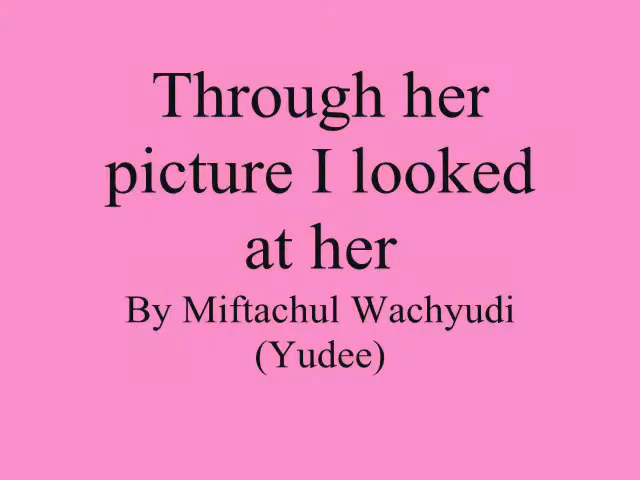 Through her
picture I looked
at her
By Miftachul Wachyudi
(Yudee)